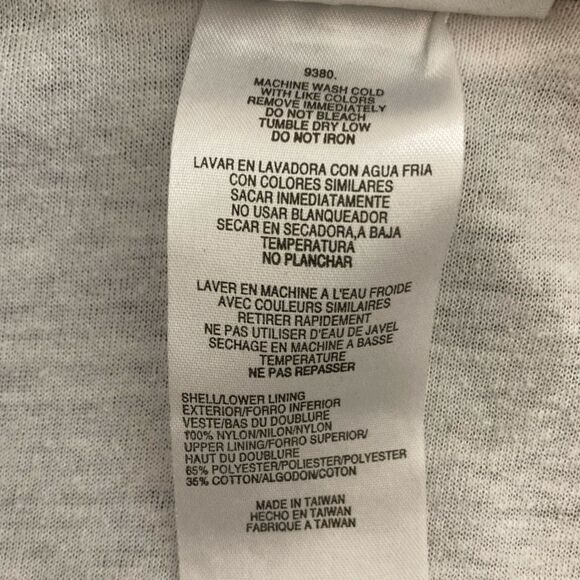 9380.
MACHINE WASH COLD
WITH LIKE COLORS
REMOVE IMMEDIATELY
DO NOT BLEACH
TUMBLE DRY LOW
DO NOT IRON
LAVAR EN LAVADORA CON AGUA FRIA
CON COLORES SIMILARES
SACAR INMEDIATAMENTE
NO USAR BLANQUEADOR
SECAR EN SECADORA,A BAJA
TEMPERATURA
NO PLANCHAR
LAVER EN MACHINE A L'EAU FROIDE
AVEC COULEURS SIMILAIRES
RETIRER RAPIDEMENT
NE PAS UTILISER D'EAU DE JAVEL
SECHAGE EN MACHINE A BASSE
TEMPERATURE
NE PAS REPASSER
SHELL/LOWER LINING
EXTERIOR/FORRO INFERIOR
VESTE/BAS DU DOUBLURE
100% NYLON/NILON/NYLON
UPPER LINING/FORRO SUPERIOR/
HAUT DU DOUBLURE
65% POLYESTER/POLIESTER/POLYESTER
35% COTTON/ALGODON/COTON
MADE IN TAIWAN
HECHO EN TAIWAN
FABRIQUE A TAIWAN